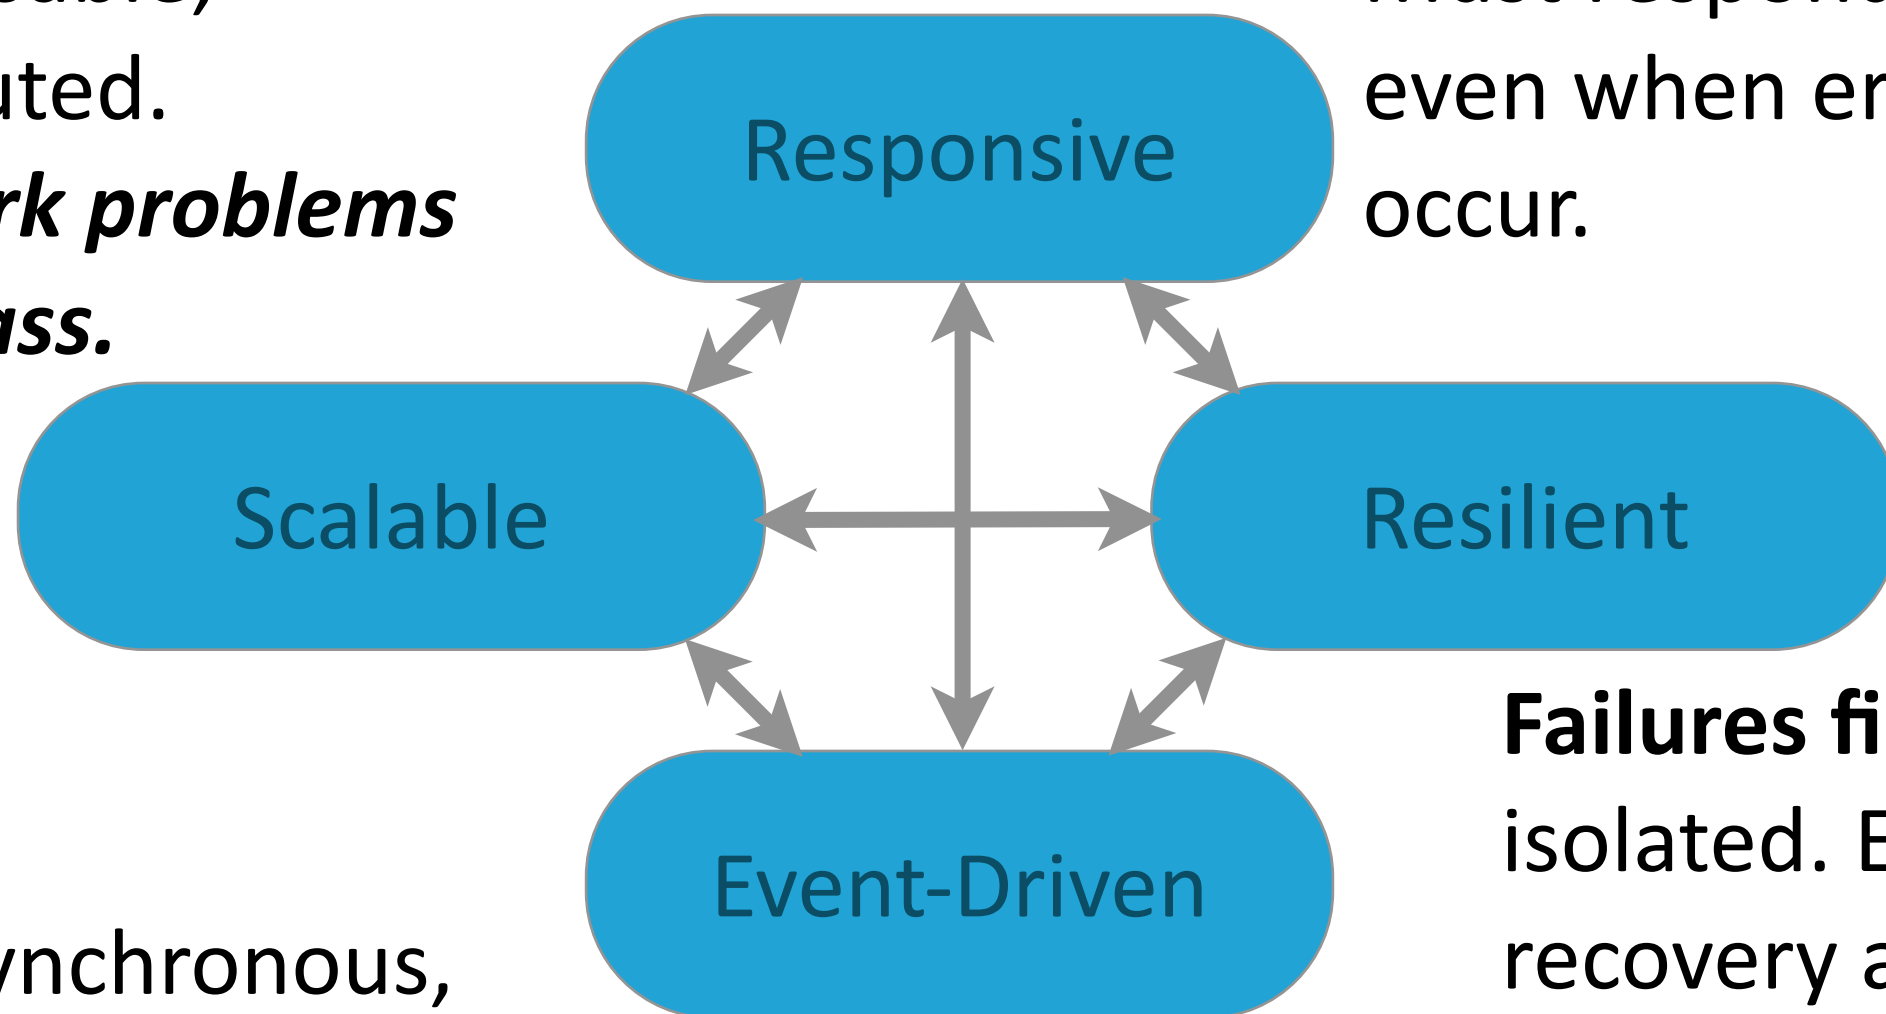 uted.
rk problems
ass.
Responsive
even when er
occur.
Scalable
Resilient
Event-Driven
ynchronous,
Failures fi
isolated. E
recovery a